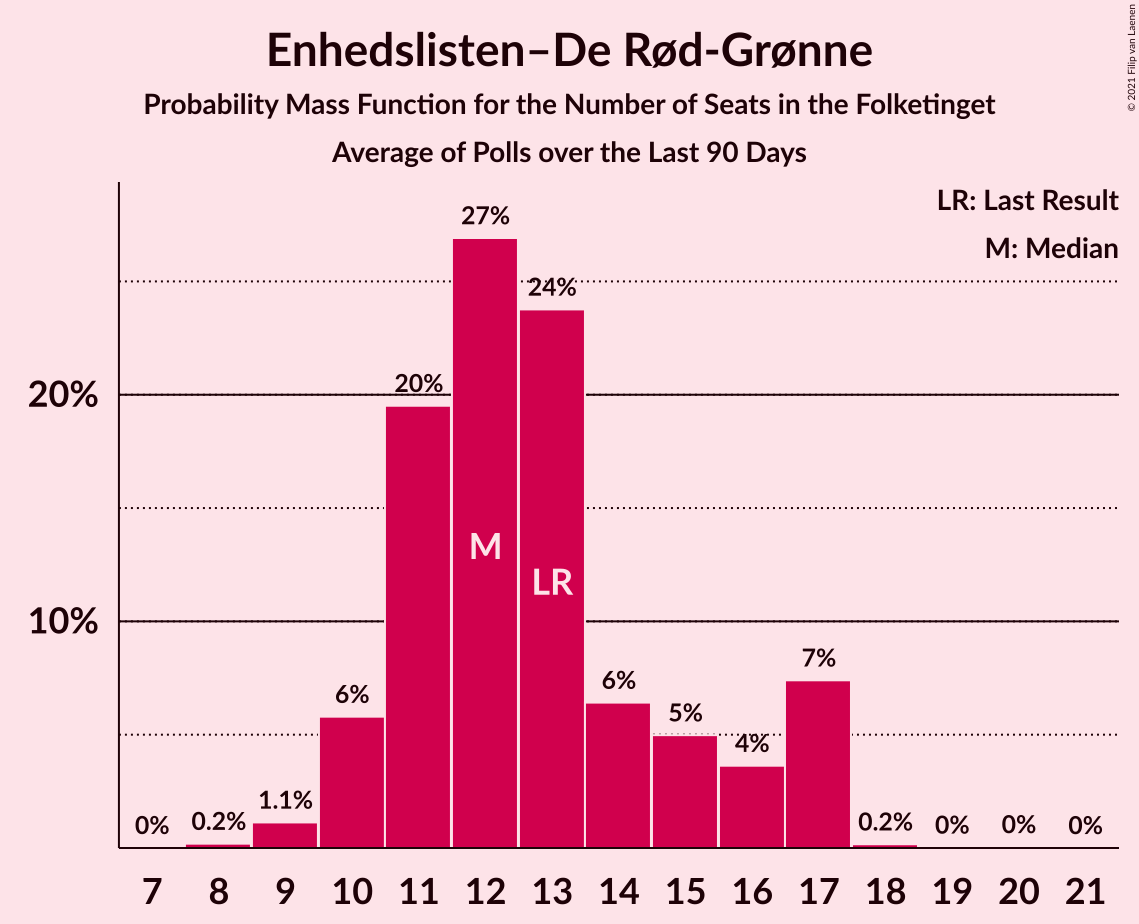 Enhedslisten–De Rød-Grønne
Probability Mass Function for the Number of Seats in the Folketinget
Average of Polls over the Last 90 Days
© 2021 Filip van Laenen
LR: Last Result
M: Median
27%
24%
20%
20%
M
LR
10%
7%
6%
6%
5%
4%
1.1%
0%
0.2%
0.2%
0%
0%
0%
7 8 9 10 11 12 13 14 15 16 17 18 19 20 21